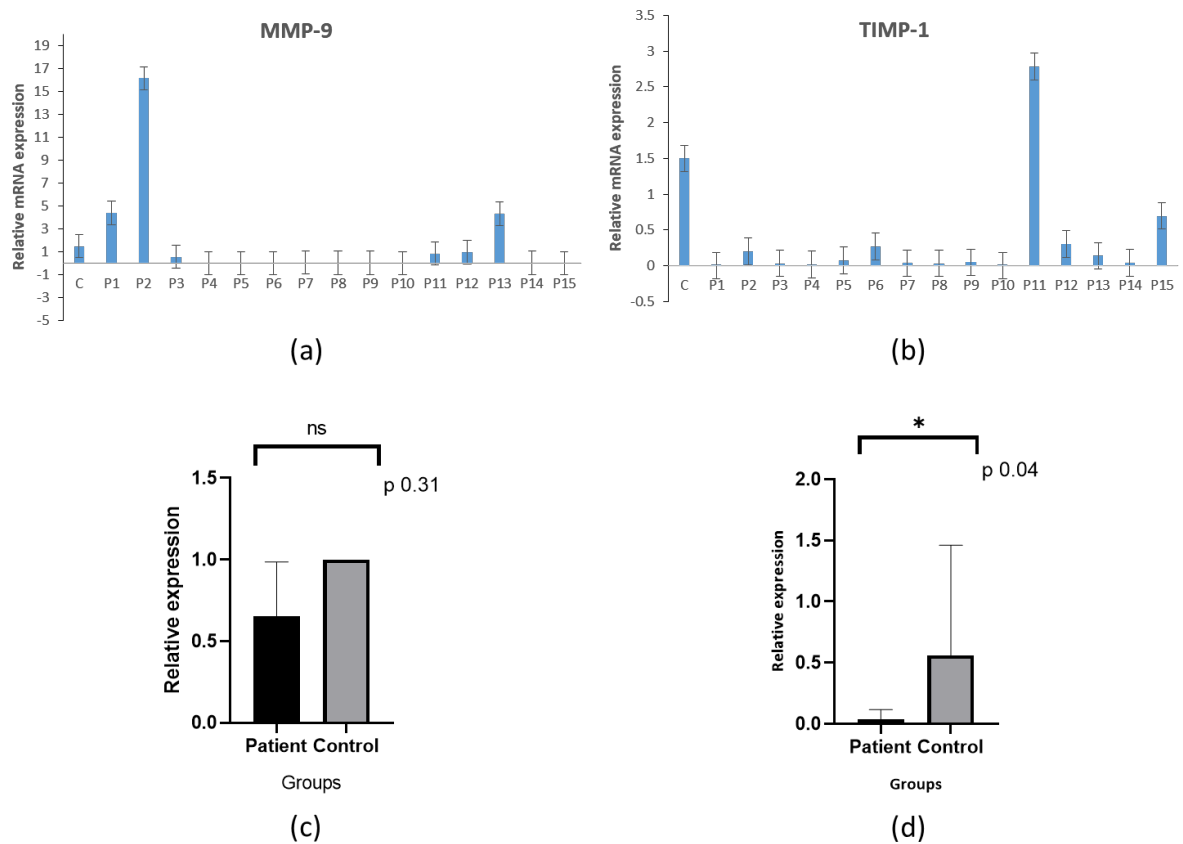 MMP-9
Relative mRNA expression
19
17
15
13
11
9
7
5
3
1
-1
-3
-5
C P1 P2 P3 P4 P5 P6 P7 P8 P9 P10 P11 P12 P13 P14 P15
(a)
TIMP-1
Relative mRNA expression
3.5
3
2.5
2
1.5
1
0.5
0
-0.5
C P1 P2 P3 P4 P5 P6 P7 P8 P9 P10 P11 P12 P13 P14 P15
(b)
ns
p 0.31
Relative expression
1.5
1.0
0.5
0.0
Patient Control
Groups
(c)
*
p 0.04
Relative expression
2.0
1.5
1.0
0.5
0.0
Patient Control
Groups
(d)